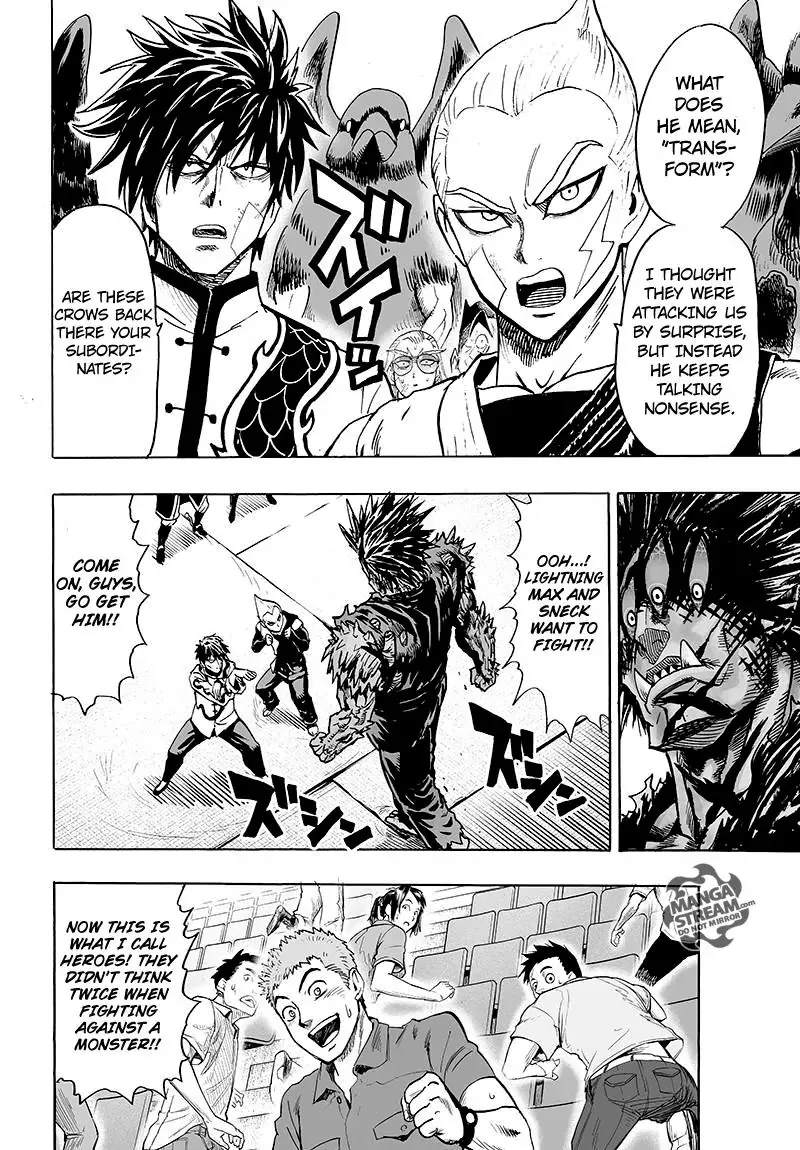 WHAT
DOES
HE MEAN,
"TRANS-
FORM"?
I THOUGHT
THEY WERE
ATTACKING US
BY SURPRISE,
BUT INSTEAD
HE KEEPS
TALKING
NONSENSE.
ズイッ
ARE THESE
CROWS BACK
THERE YOUR
SUBORDI-
NATES?
OOH...!
LIGHTNING
MAX AND
SNECK
WANT TO
FIGHT!!
COME
ON, GUYS,
GO GET
HIM!!
ズシン
ズシン
NOW THIS IS
WHAT I CALL
HEROES! THEY
DIDN'T THINK
TWICE WHEN
FIGHTING
AGAINST A
MONSTER!!
MANGA
STREAM.com
DO NOT MIRROR